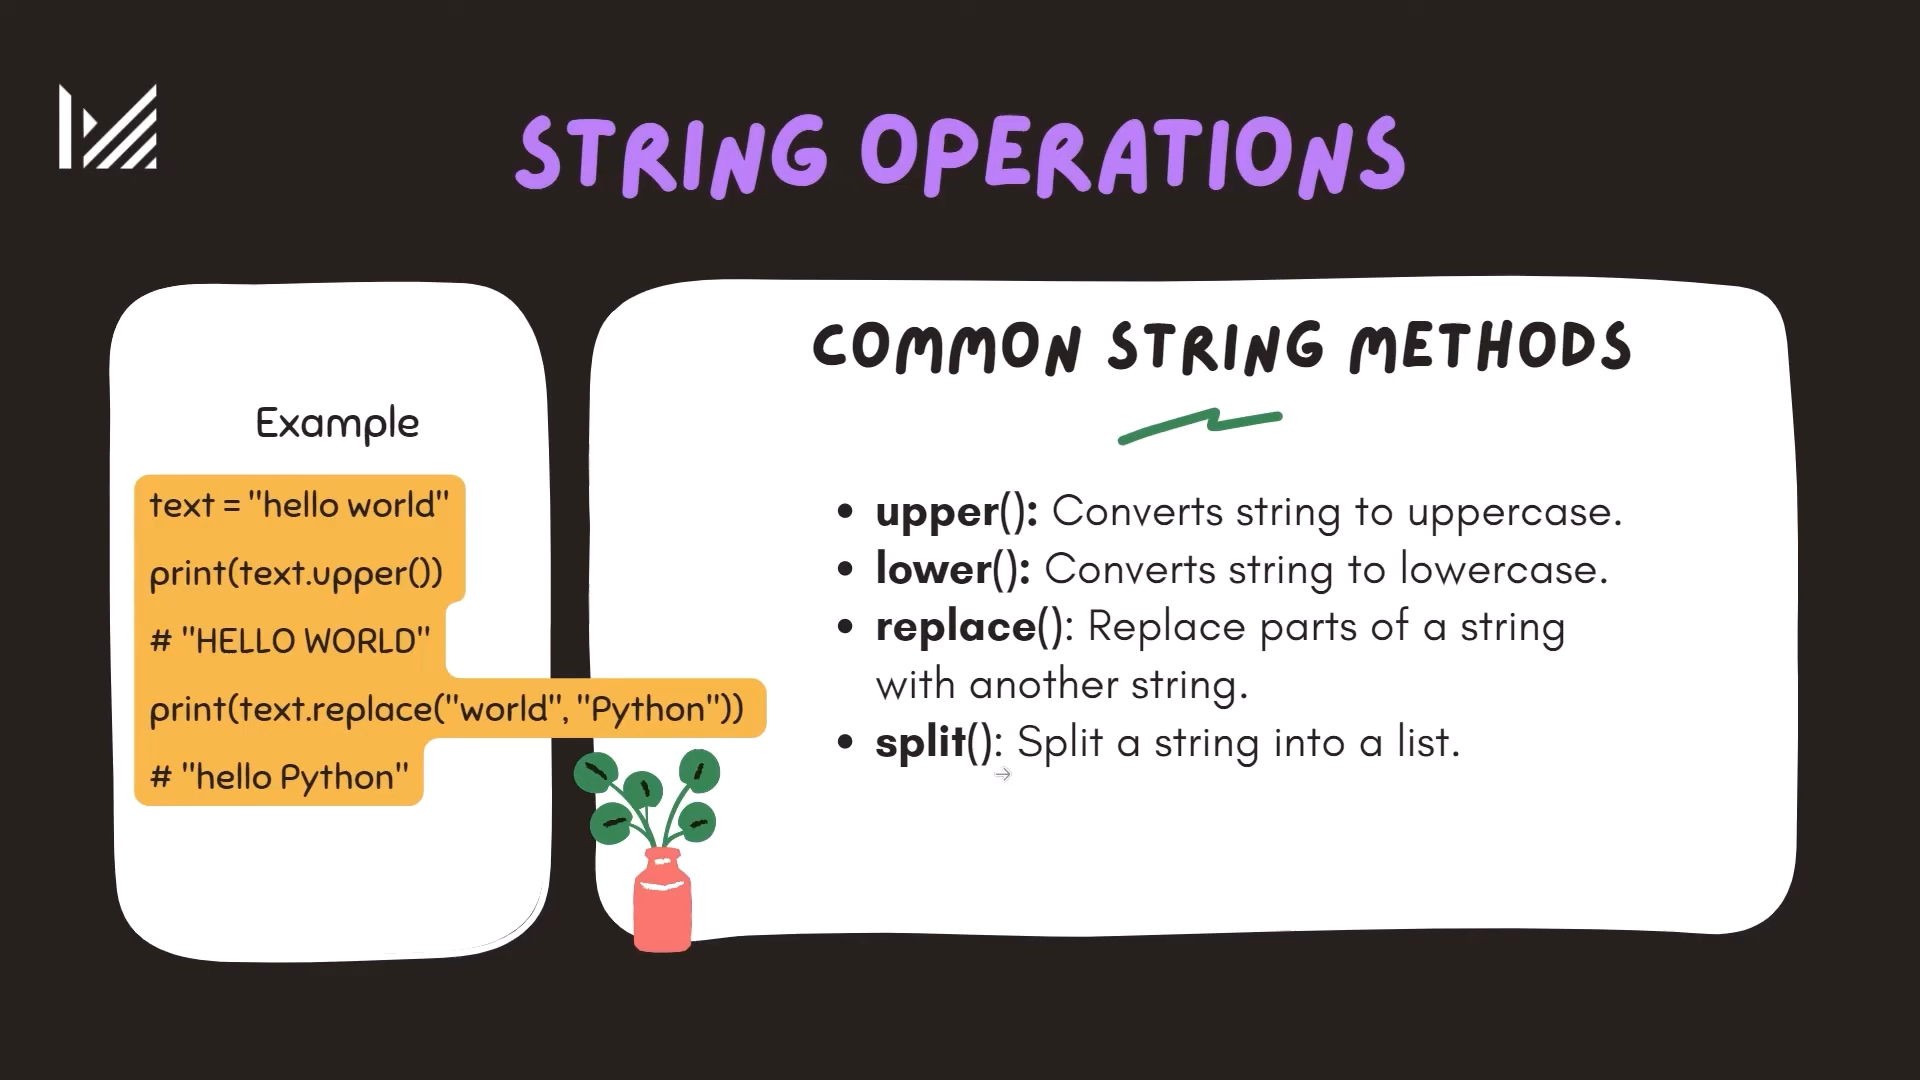 STRING OPERATIONS
Example
text = "hello world"
print(text.upper())
# "HELLO WORLD"
print(text.replace("world", "Python"))
# "hello Python"
COMMON STRING METHODS
• upper(): Converts string to uppercase.
• lower(): Converts string to lowercase.
• replace(): Replace parts of a string
with another string.
• split(): Split a string into a list.